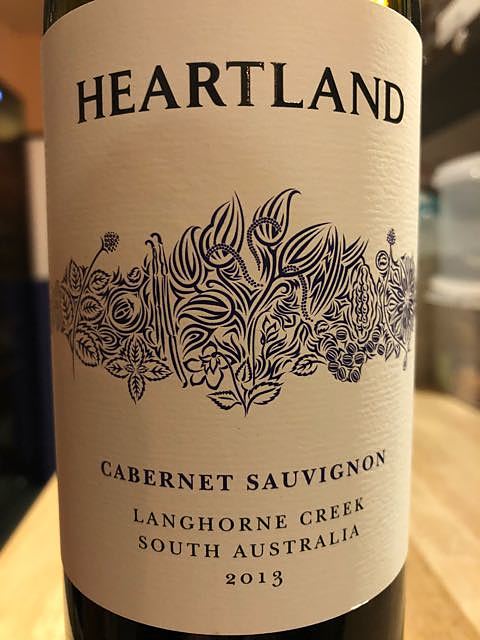 HEARTLAND
CABERNET SAUVIGNON
LANGHORNE CREEK
SOUTH AUSTRALIA
2013